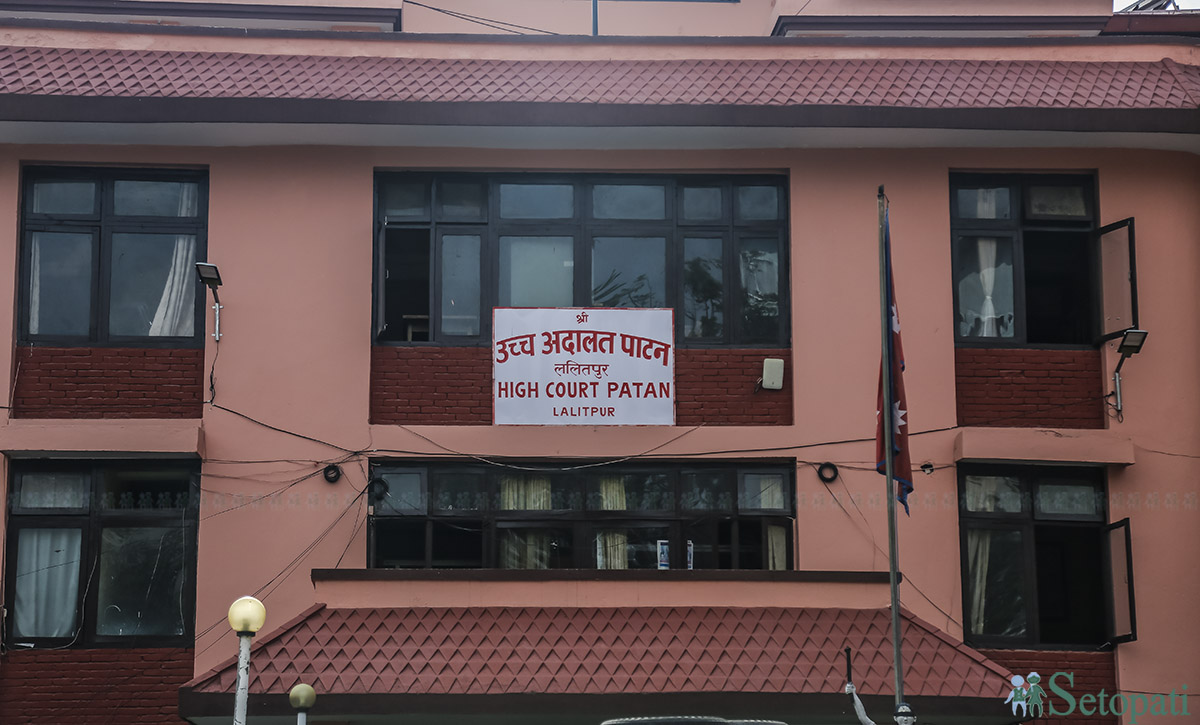 श्री
उच्च अदालत पाटन
ललितपुर
HIGH COURT PATAN
LALITPUR
Setopati